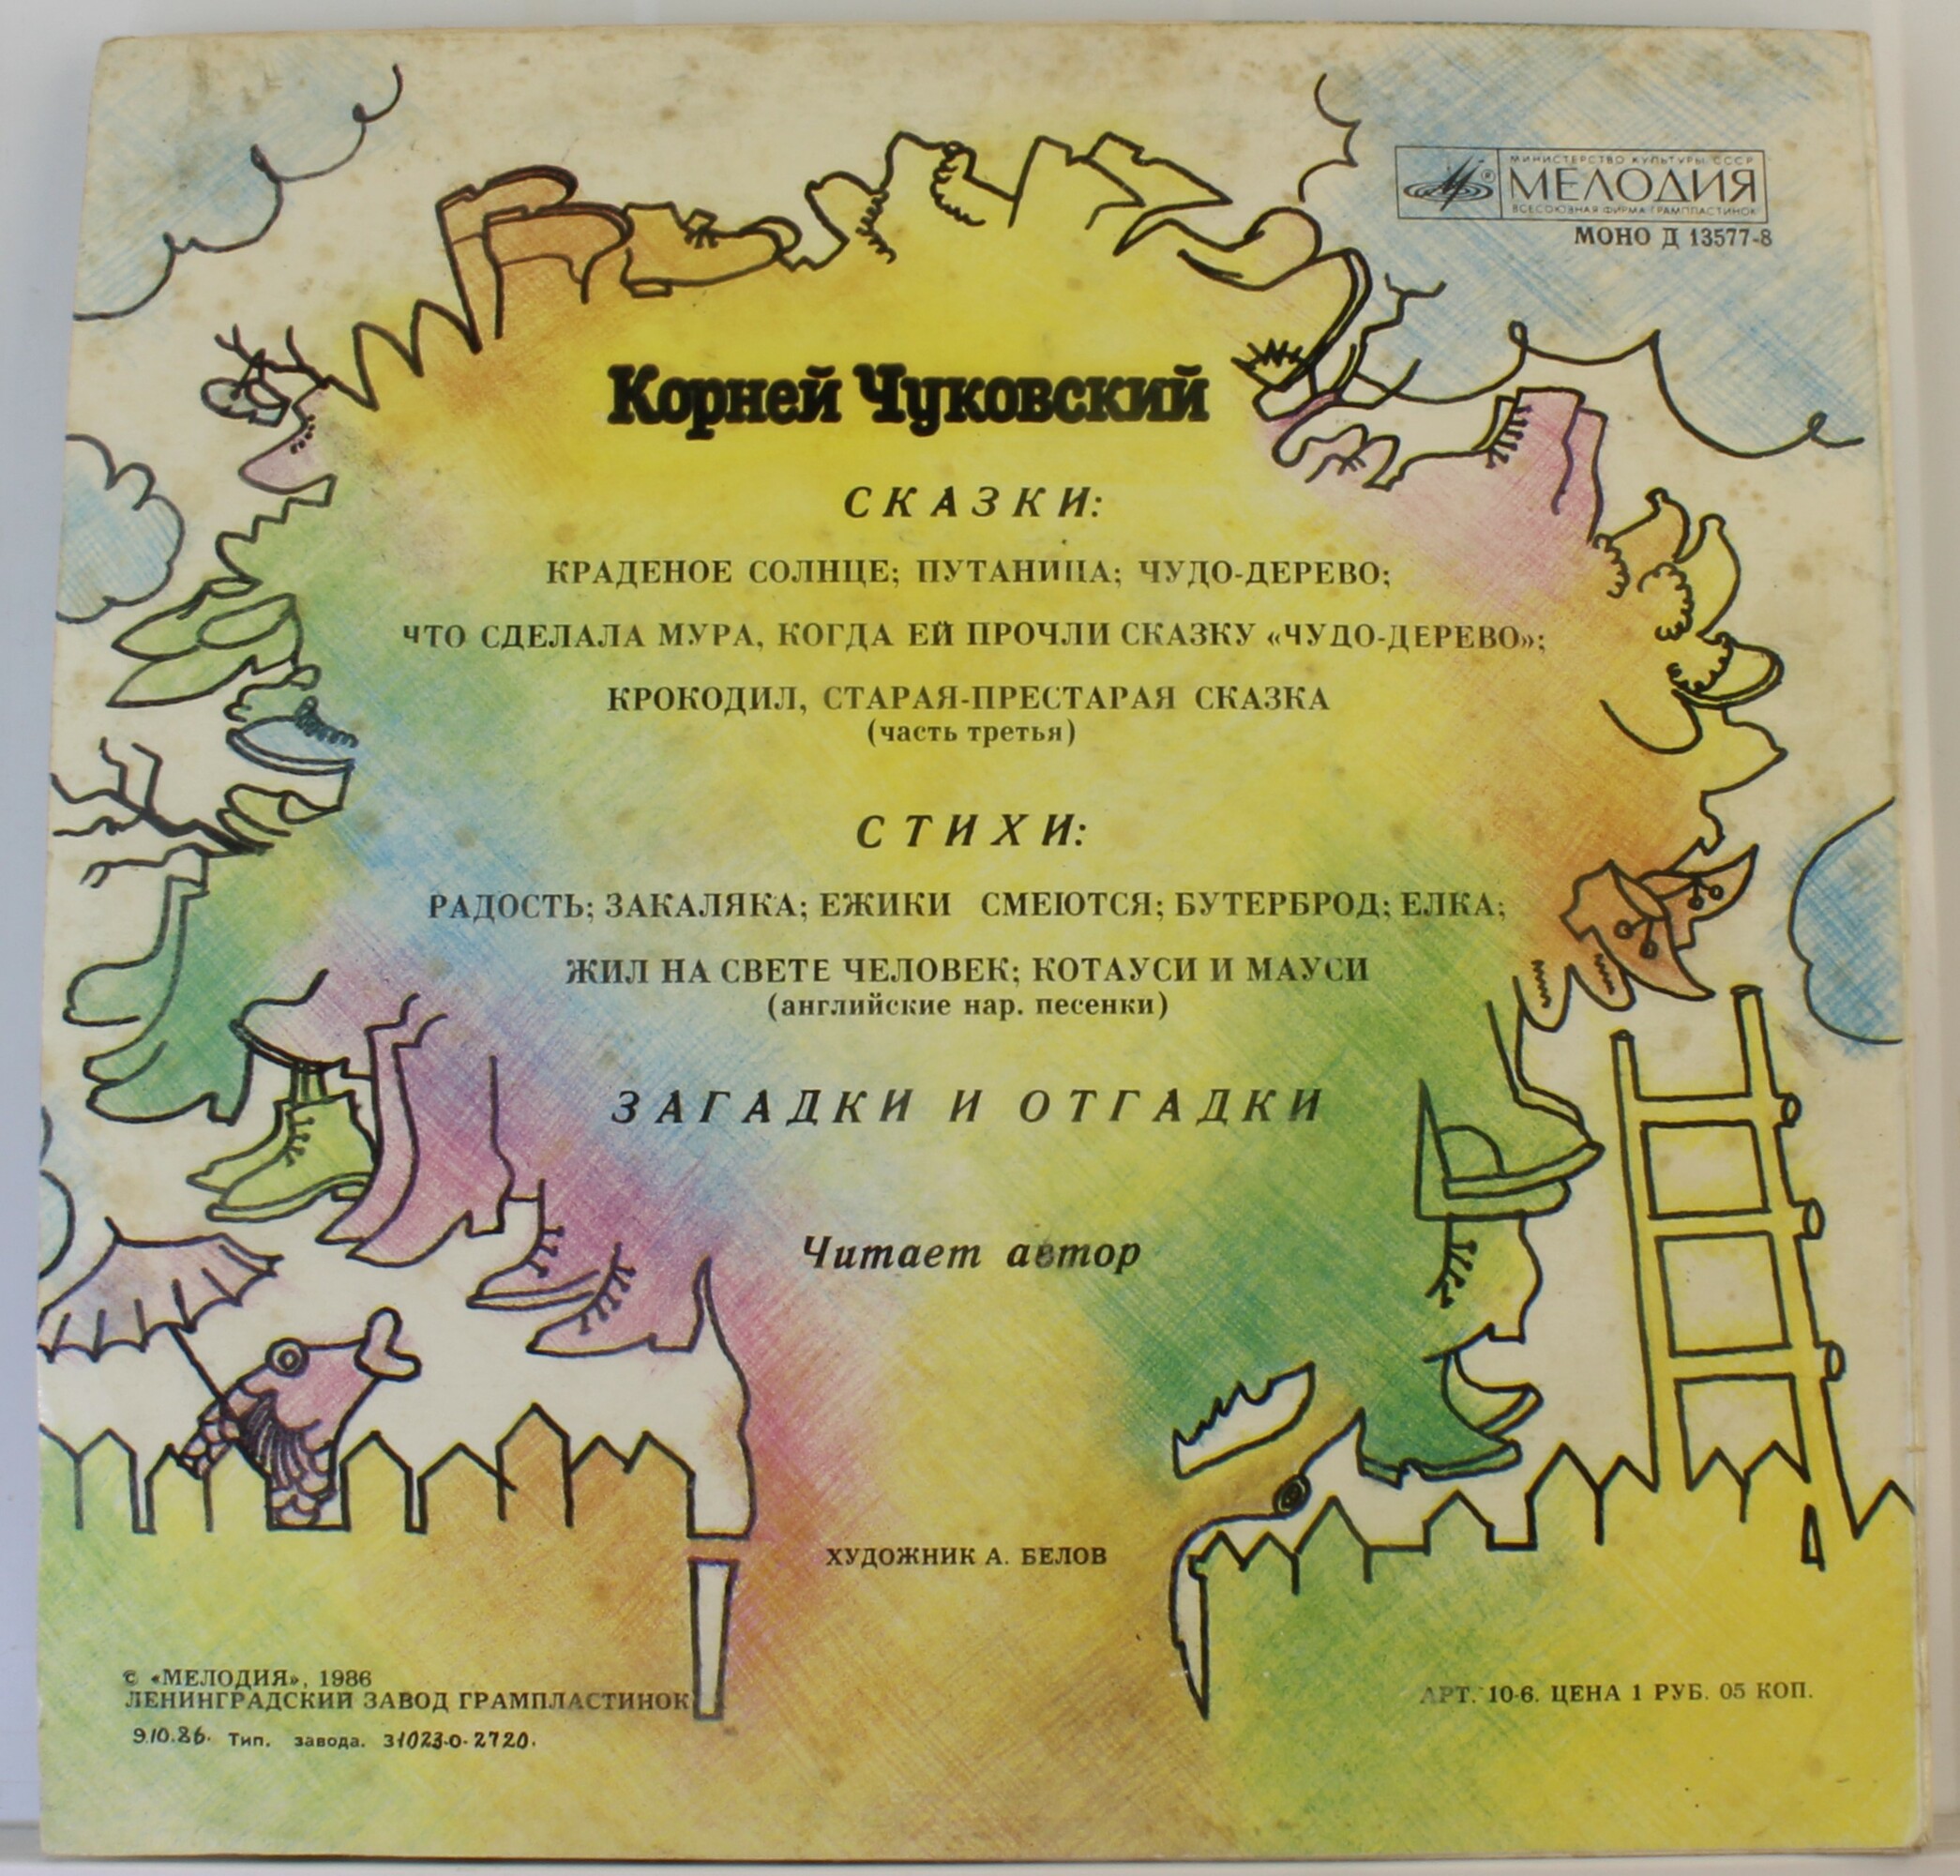 МИНИСТЕРСТВО КУЛЬТУРЫ СССР
МЕЛОДИЯ
ВСЕСОЮЗНАЯ ФИРМА ГРАМПЛАСТИНОК
МОНО Д 13577-8
Корней Чуковский
СКАЗКИ:
КРАДЕНОЕ СОЛНЦЕ; ПУТАНИЦА; ЧУДО-ДЕРЕВО;
ЧТО СДЕЛАЛА МУРА, КОГДА ЕЙ ПРОЧЛИ СКАЗКУ «ЧУДО-ДЕРЕВО»;
КРОКОДИЛ, СТАРАЯ-ПРЕСТАРАЯ СКАЗКА
(часть третья)
СТИХИ:
РАДОСТЬ; ЗАКАЛЯКА; ЕЖИКИ СМЕЮТСЯ; БУТЕРБРОД; ЕЛКА;
ЖИЛ НА СВЕТЕ ЧЕЛОВЕК; КОТАУСИ И МАУСИ
(английские нар. песенки)
ЗАГАДКИ И ОТГАДКИ
Читает автор
ХУДОЖНИК А. БЕЛОВ
© «МЕЛОДИЯ», 1986
ЛЕНИНГРАДСКИЙ ЗАВОД ГРАМПЛАСТИНОК
9.10.86. Тип. завода. 31023-0-2720.
АРТ. 10-6. ЦЕНА 1 РУБ. 05 КОП.